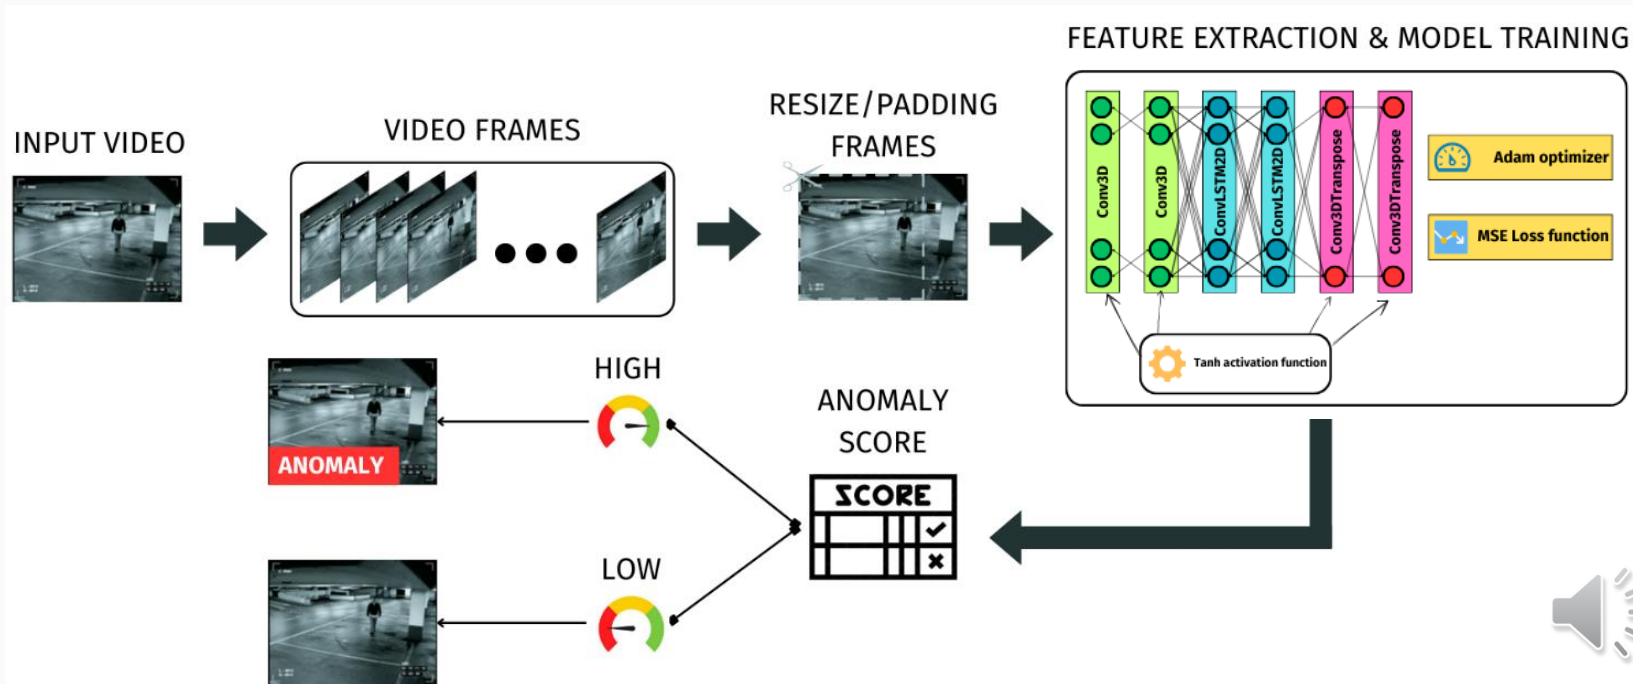 FEATURE EXTRACTION & MODEL TRAINING
INPUT VIDEO
VIDEO FRAMES
RESIZE/PADDING
FRAMES
Conv3D
Conv3D
ConvLSTM2D
ConvLSTM2D
Conv3DTranspose
Conv3DTranspose
Adam optimizer
MSE Loss function
Tanh activation function
HIGH
ANOMALY
ANOMALY
SCORE
SCORE
LOW